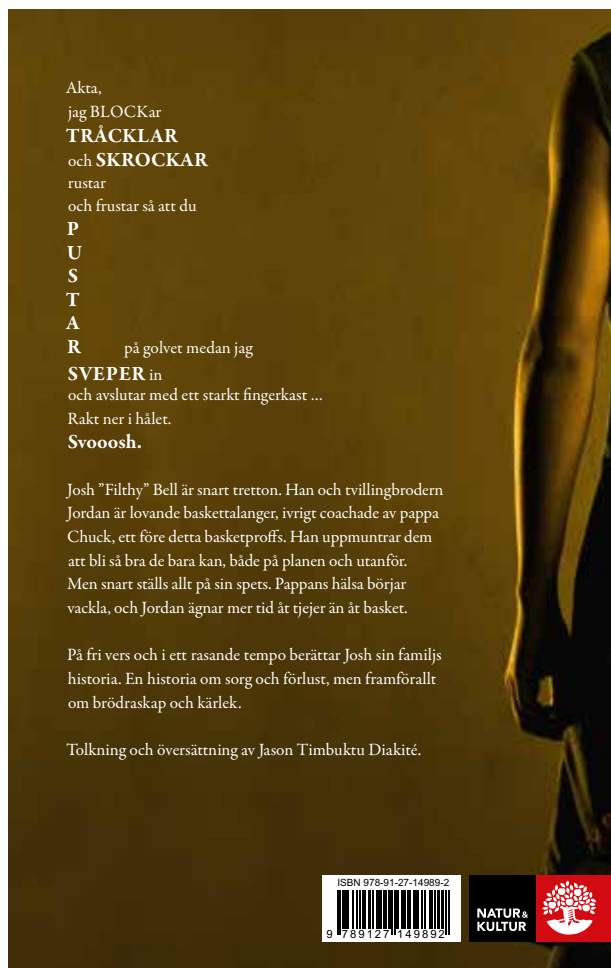 Akta,
jag BLOCKar
TRÅCKLAR
och SKROCKAR
rustar
och frustar så att du
P
U
S
T
A
R på golvet medan jag
SVEPER in
och avslutar med ett starkt fingerkast ...
Rakt ner i hålet.
Svooosh.
Josh ”Filthy” Bell är snart tretton. Han och tvillingbrodern
Jordan är lovande baskettalanger, ivrigt coachade av pappa
Chuck, ett före detta basketproffs. Han uppmuntrar dem
att bli så bra de bara kan, både på planen och utanför.
Men snart ställs allt på sin spets. Pappans hälsa börjar
vackla, och Jordan ägnar mer tid åt tjejer än åt basket.
På fri vers och i ett rasande tempo berättar Josh sin familjs
historia. En historia om sorg och förlust, men framförallt
om brödraskap och kärlek.
Tolkning och översättning av Jason Timbuktu Diakité.
ISBN 978-91-27-14989-2
9 789127 149892
NATUR &
KULTUR